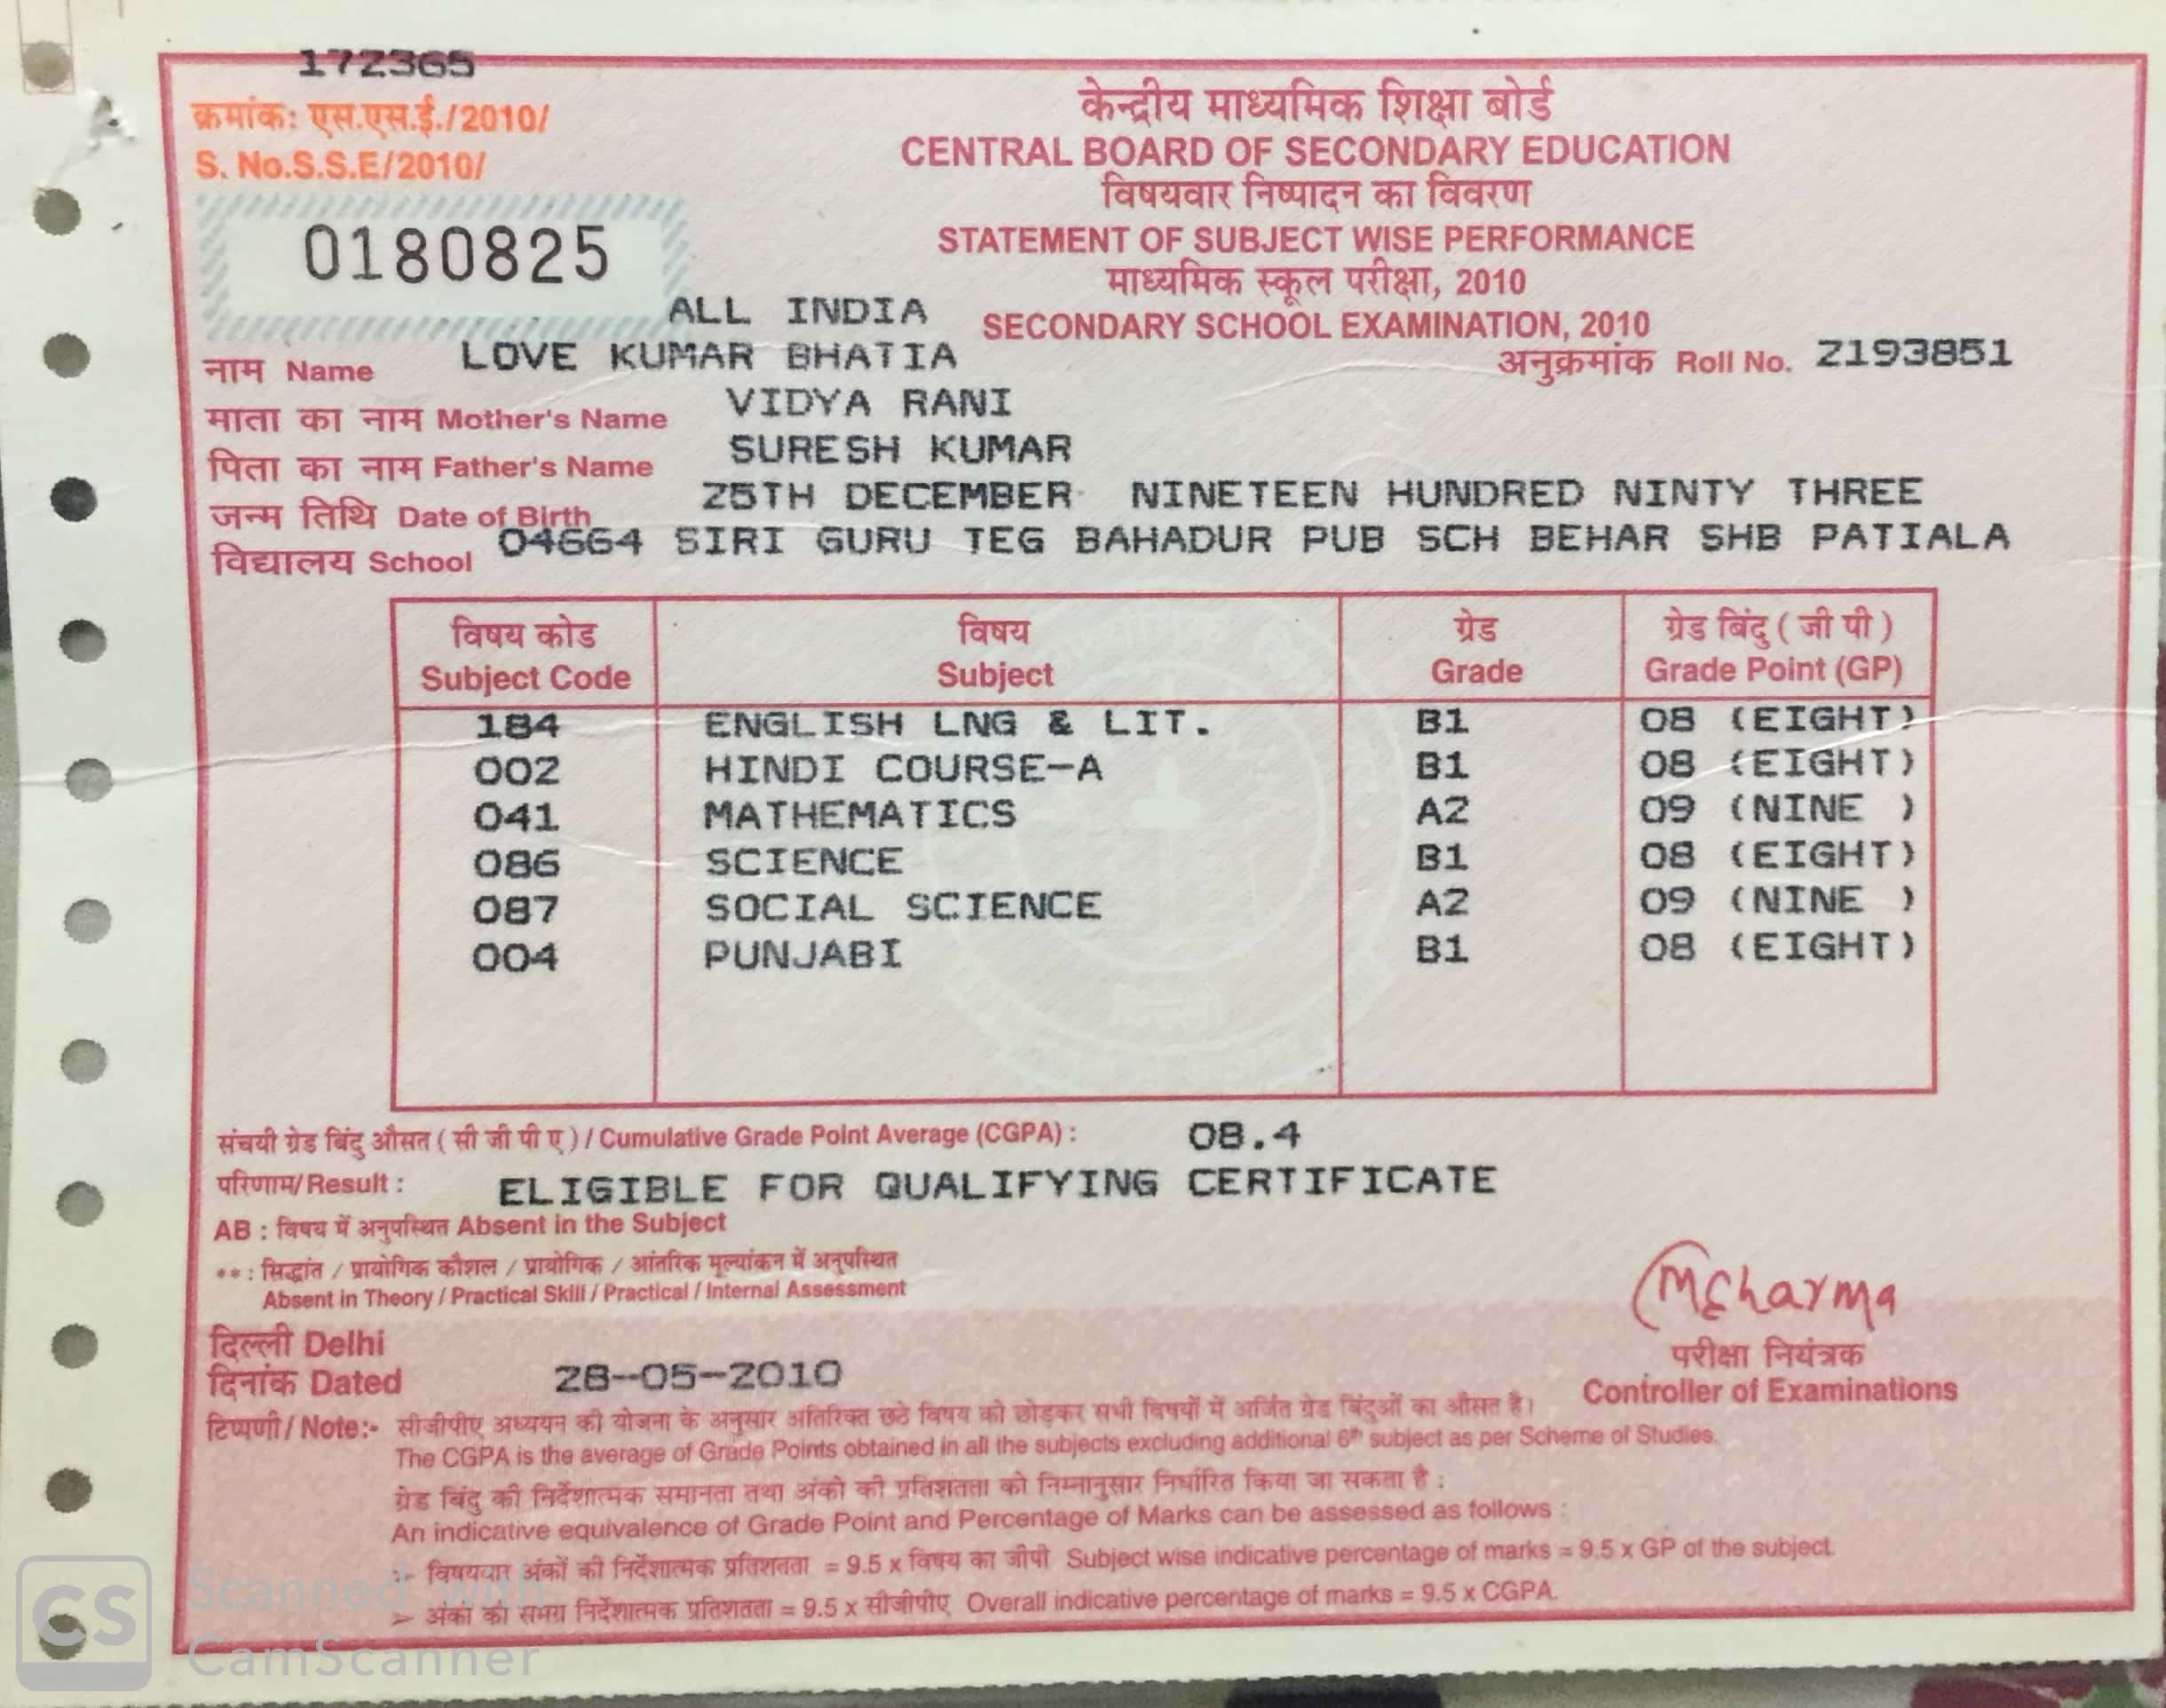 172365
क्रमांक: एस.एस.ई./2010/
S. No.S.S.E/2010/
0180825
केन्द्रीय माध्यमिक शिक्षा बोर्ड
CENTRAL BOARD OF SECONDARY EDUCATION
विषयवार निष्पादन का विवरण
STATEMENT OF SUBJECT WISE PERFORMANCE
माध्यमिक स्कूल परीक्षा, 2010
ALL INDIA SECONDARY SCHOOL EXAMINATION, 2010
नाम Name LOVE KUMAR BHATIA अनुक्रमांक Roll No. 2193851
माता का नाम Mother's Name VIDYA RANI
पिता का नाम Father's Name SURESH KUMAR
जन्म तिथि Date of Birth 25TH DECEMBER NINETEEN HUNDRED NINTY THREE
विद्यालय School 04664 SIRI GURU TEG BAHADUR PUB SCH BEHAR SHB PATIALA
विषय कोड विषय ग्रेड ग्रेड बिंदु ( जी पी )
Subject Code Subject Grade Grade Point (GP)
184 ENGLISH LNG & LIT. B1 08 (EIGHT)
002 HINDI COURSE-A B1 08 (EIGHT)
041 MATHEMATICS A2 09 (NINE )
086 SCIENCE B1 08 (EIGHT)
087 SOCIAL SCIENCE A2 09 (NINE )
004 PUNJABI B1 08 (EIGHT)
संचयी ग्रेड बिंदु औसत ( सी जी पी ए ) / Cumulative Grade Point Average (CGPA) : 08.4
परिणाम/ Result : ELIGIBLE FOR QUALIFYING CERTIFICATE
AB : विषय में अनुपस्थित Absent in the Subject
** : सिद्धांत / प्रायोगिक कौशल / प्रायोगिक / आंतरिक मूल्यांकन में अनुपस्थित
Absent in Theory / Practical Skill / Practical / Internal Assessment
MSharma
दिल्ली Delhi
परीक्षा नियंत्रक
दिनांक Dated 28-05-2010
Controller of Examinations
टिप्पणी / Note:- सीजीपीए अध्ययन की योजना के अनुसार अतिरिक्त छठे विषय को छोड़कर सभी विषयों में अर्जित ग्रेड बिंदुओं का औसत है।
The CGPA is the average of Grade Points obtained in all the subjects excluding additional 6th subject as per Scheme of Studies.
ग्रेड बिंदु की निर्देशात्मक समानता तथा अंको की प्रतिशतता को निम्नानुसार निर्धारित किया जा सकता है :
An indicative equivalence of Grade Point and Percentage of Marks can be assessed as follows :
:- विषयवार अंकों की निर्देशात्मक प्रतिशतता = 9.5 x विषय का जीपी Subject wise indicative percentage of marks = 9.5 x GP of the subject.
➢ अंको की समग्र निर्देशात्मक प्रतिशतता = 9.5 x सीजीपीए Overall indicative percentage of marks = 9.5 x CGPA.
CS Scanned with
CamScanner